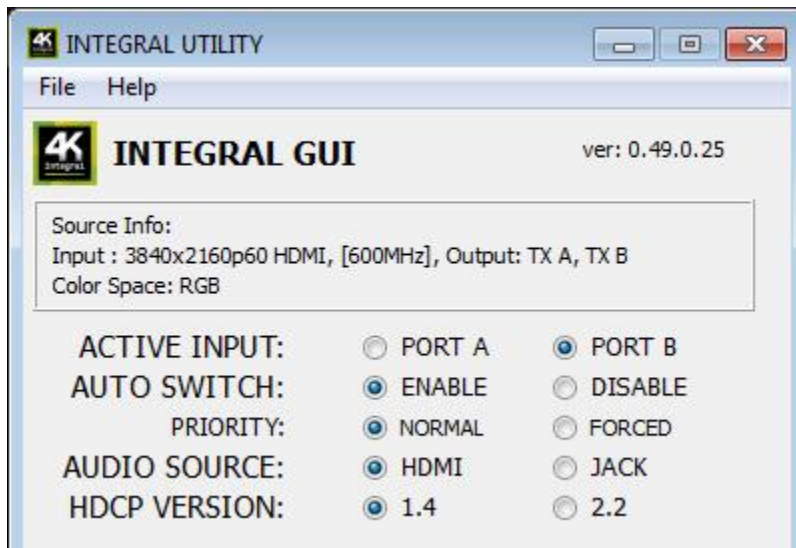 INTEGRAL UTILITY
File Help
4K
Integral
INTEGRAL GUI ver: 0.49.0.25
Source Info:
Input : 3840x2160p60 HDMI, [600MHz], Output: TX A, TX B
Color Space: RGB
ACTIVE INPUT: PORT A PORT B
AUTO SWITCH: ENABLE DISABLE
PRIORITY: NORMAL FORCED
AUDIO SOURCE: HDMI JACK
HDCP VERSION: 1.4 2.2